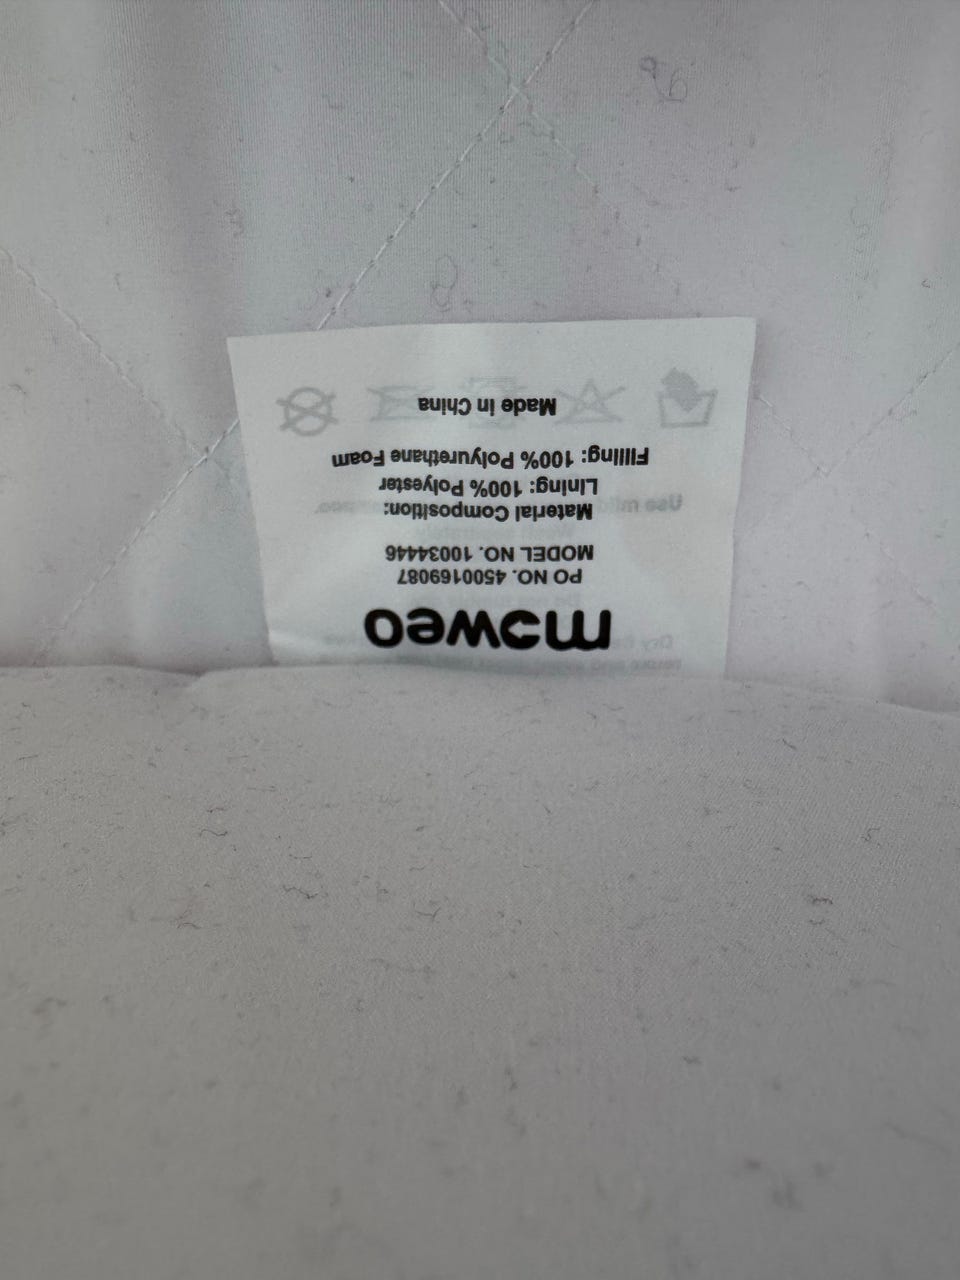 moweo
PO NO. 4500169087
MODEL NO. 10034446
Material Composition:
Lining: 100% Polyester
Filling: 100% Polyurethane Foam
Made in China